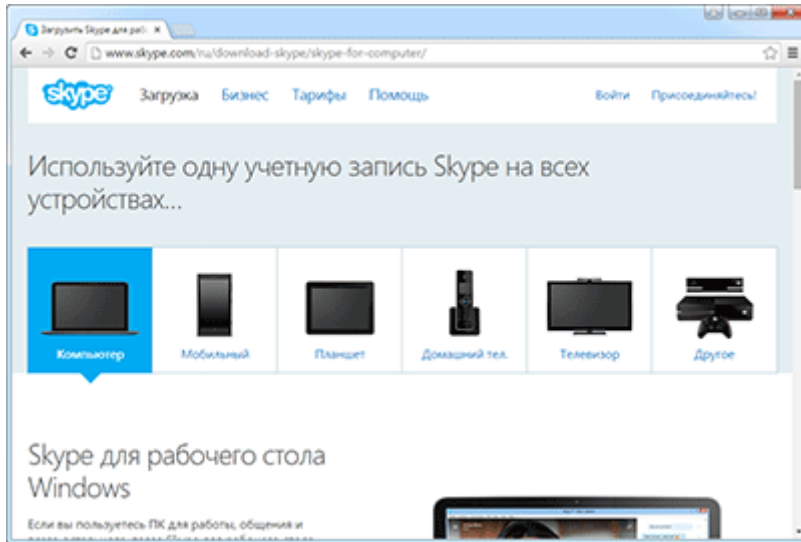 Загрузить Skype для рабо
www.skype.com/ru/download-skype/skype-for-computer/
skype
Загрузка Бизнес Тарифы Помощь Войти Присоединяйтесь!
Используйте одну учетную запись Skype на всех
устройствах...
Компьютер Мобильный Планшет Домашний тел. Телевизор Другое
Skype для рабочего стола
Windows
Если вы пользуетесь ПК для работы, общения и